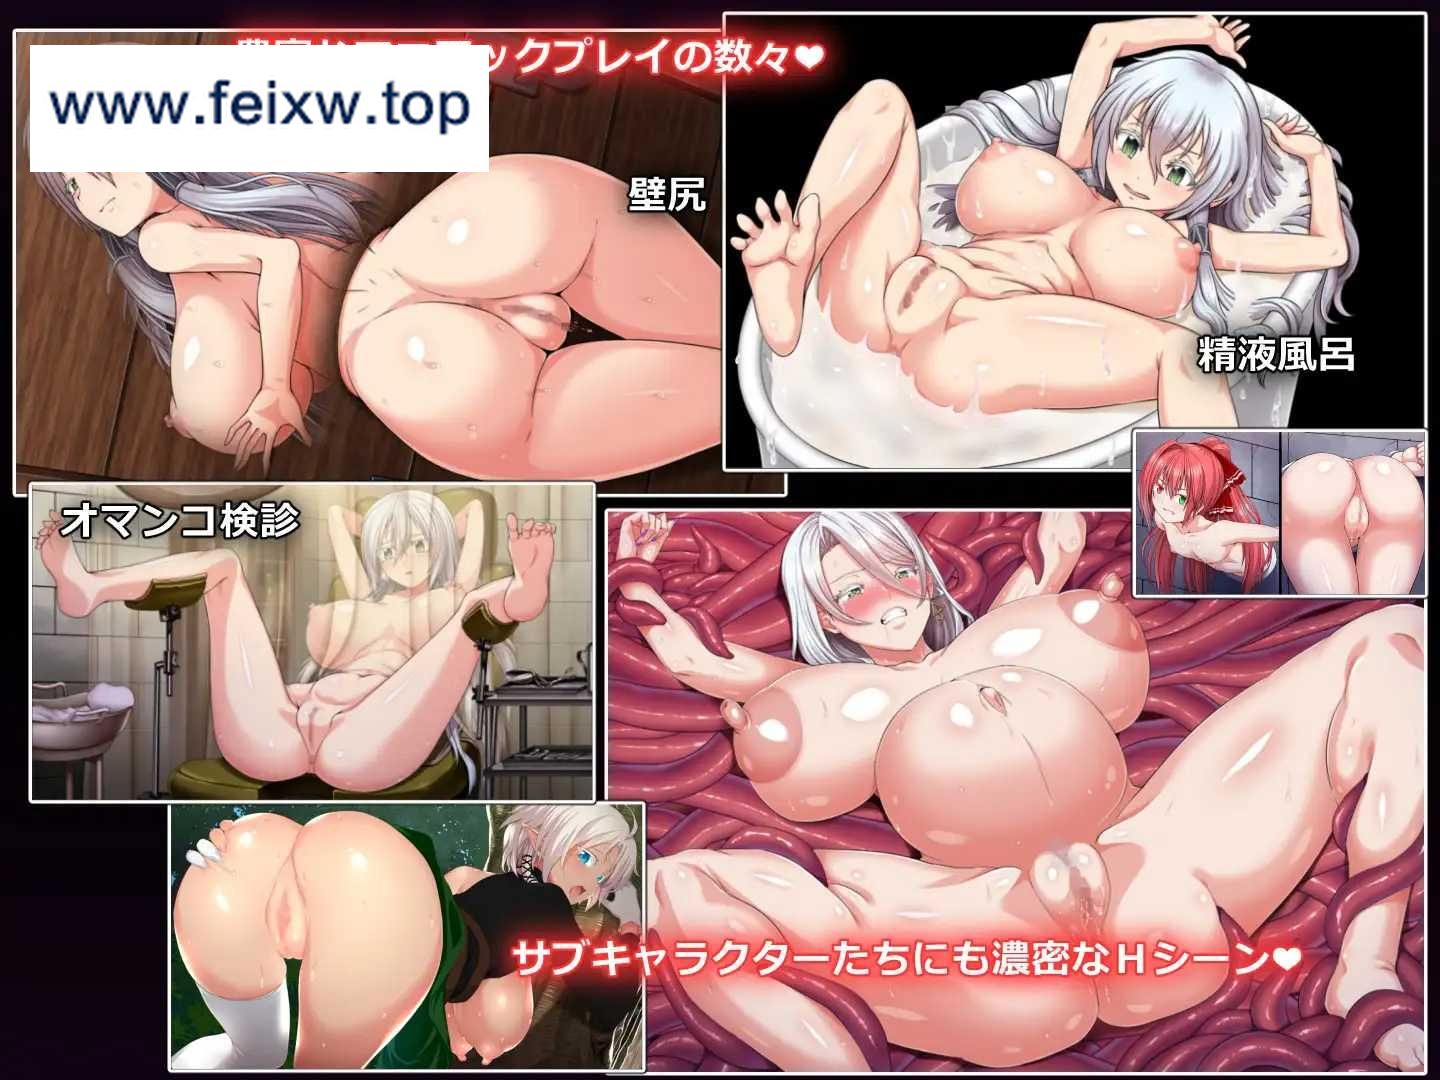 ックプレイの数々♥
www.feixw.top
壁尻
精液風呂
オマンコ検診
サブキャラクターたちにも濃密なHシーン♥